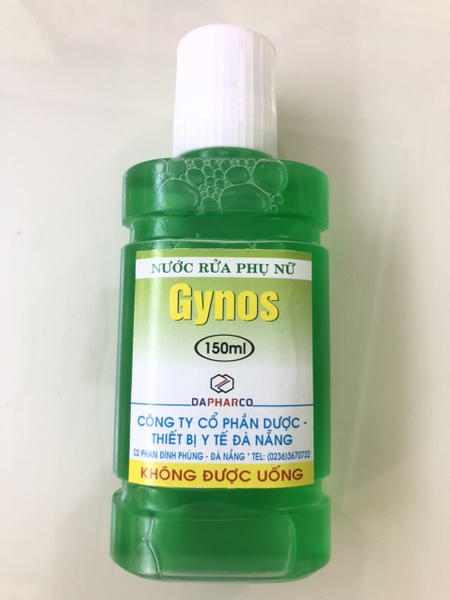 NƯỚC RỬA PHỤ NỮ
Gynos
150ml
DAPHARCO
CÔNG TY CỔ PHẦN DƯỢC -
THIẾT BỊ Y TẾ ĐÀ NẴNG
02 PHAN ĐÌNH PHÙNG - ĐÀ NẴNG * TEL: (0236)3670722
KHÔNG ĐƯỢC UỐNG